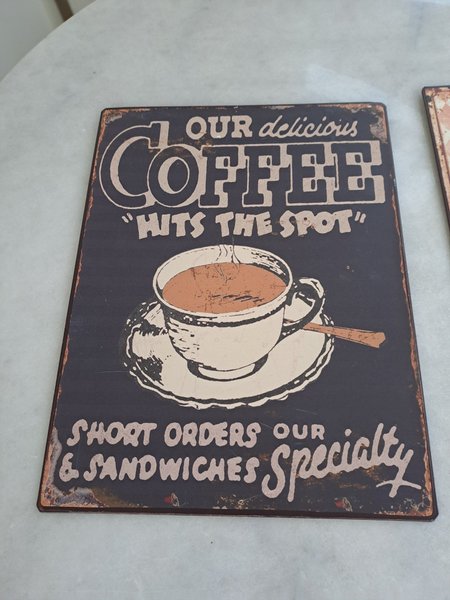 OUR delicious
COFFEE
"HITS THE SPOT"
SHORT ORDERS OUR
& SANDWICHES Specialty